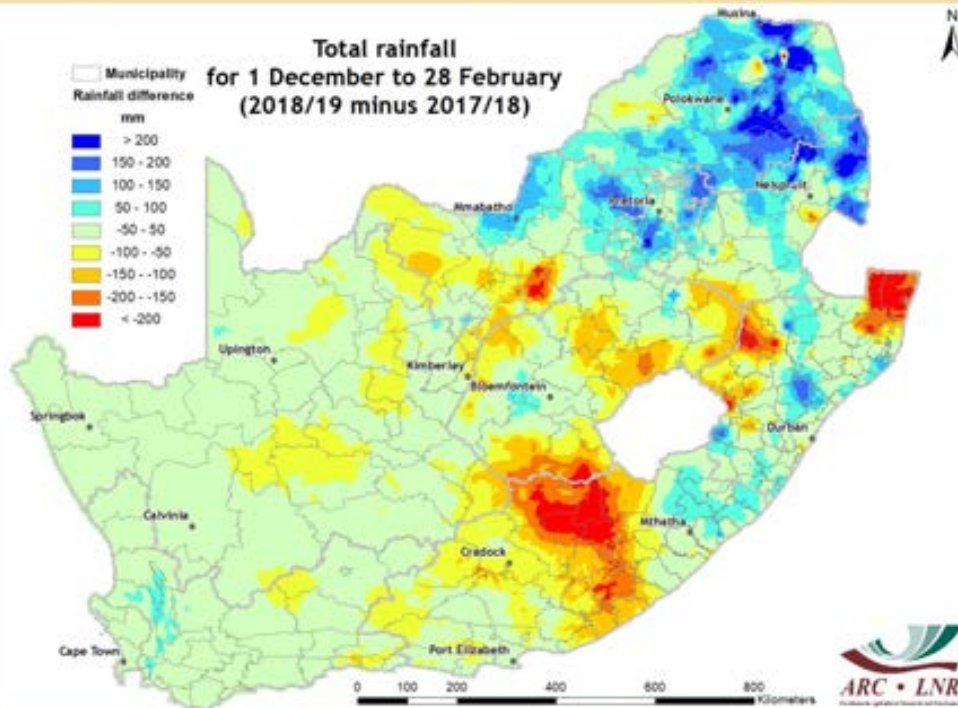 Total rainfall
for 1 December to 28 February
(2018/19 minus 2017/18)
Municipality
Rainfall difference
mm
> 200
150 - 200
100 - 150
50 - 100
-50 - 50
-100 - -50
-150 - -100
-200 - -150
< -200
N
Musina
Polokwane
Nelspruit
Mmabatho
Pretoria
Upington
Kimberley
Bloemfontein
Springbok
Durban
Calvinia
Mthatha
Cradock
Cape Town
Port Elizabeth
0 100 200 400 600 800
Kilometers
ARC • LNR